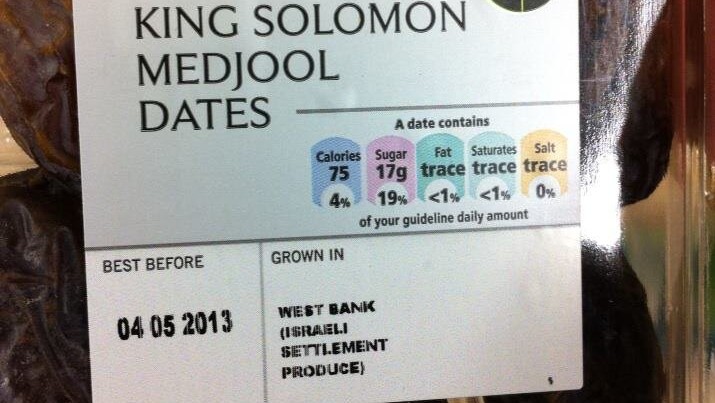 KING SOLOMON
MEDJOOL
DATES
A date contains
Calories Sugar Fat Saturates Salt
75 17g trace trace trace
4% 19% <1% <1% 0%
of your guideline daily amount
BEST BEFORE
04 05 2013
GROWN IN
WEST BANK
(ISRAELI
SETTLEMENT
PRODUCE)